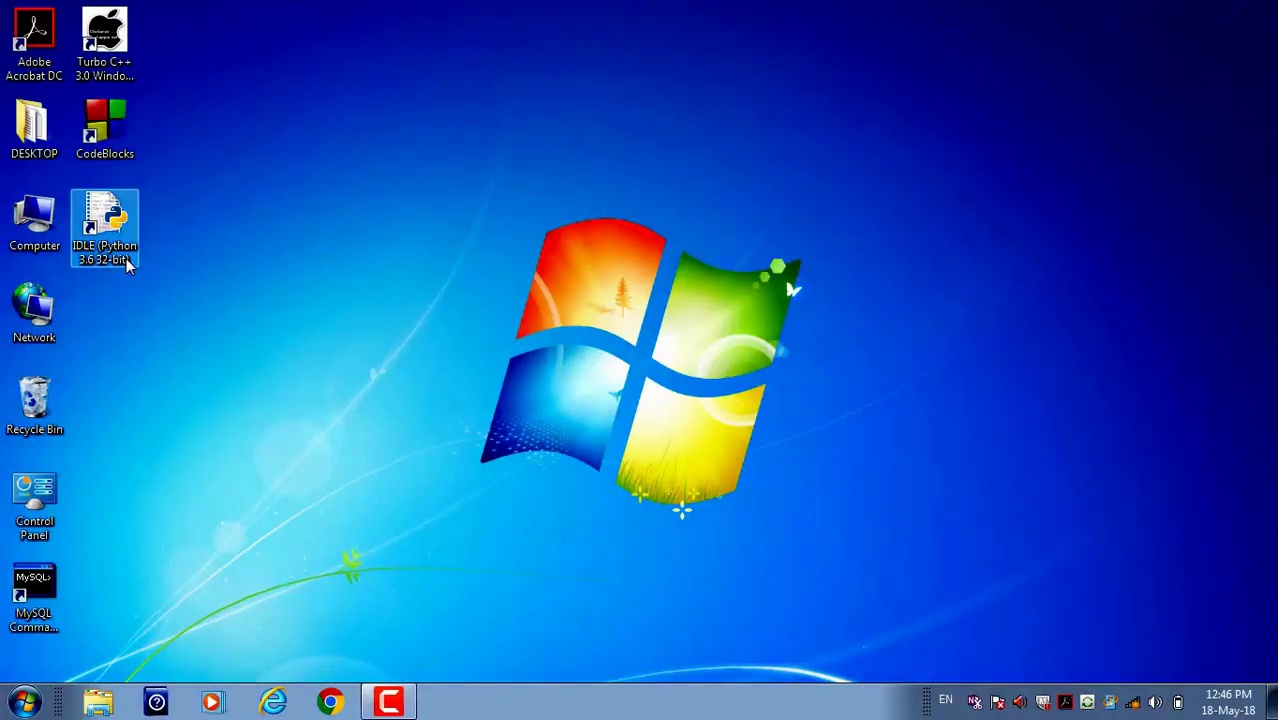 Adobe
Acrobat DC
Turbo C++
3.0 Windo...
DESKTOP
CodeBlocks
Computer
IDLE (Python
3.6 32-bit)
Network
Recycle Bin
Control
Panel
MySQL>
MySQL
Comma...
EN
12:46 PM
18-May-18